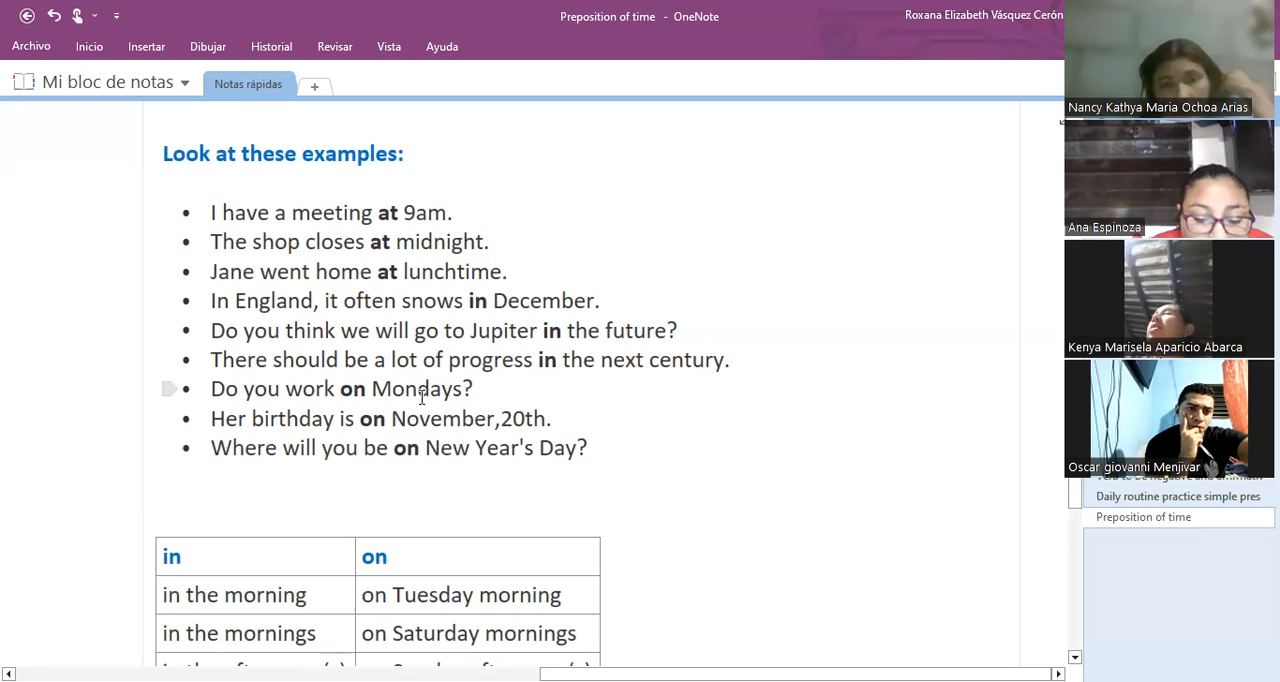 Preposition of time - OneNote
Roxana Elizabeth Vásquez Cerón
Archivo Inicio Insertar Dibujar Historial Revisar Vista Ayuda
Mi bloc de notas
Notas rápidas
+
Look at these examples:
• I have a meeting at 9am.
• The shop closes at midnight.
• Jane went home at lunchtime.
• In England, it often snows in December.
• Do you think we will go to Jupiter in the future?
• There should be a lot of progress in the next century.
• Do you work on Mondays?
• Her birthday is on November,20th.
• Where will you be on New Year's Day?
in on
in the morning on Tuesday morning
in the mornings on Saturday mornings
Nancy Kathya Maria Ochoa Arias
Ana Espinoza
Kenya Marisela Aparicio Abarca
Oscar giovanni Menjivar
Daily routine practice simple pres
Preposition of time